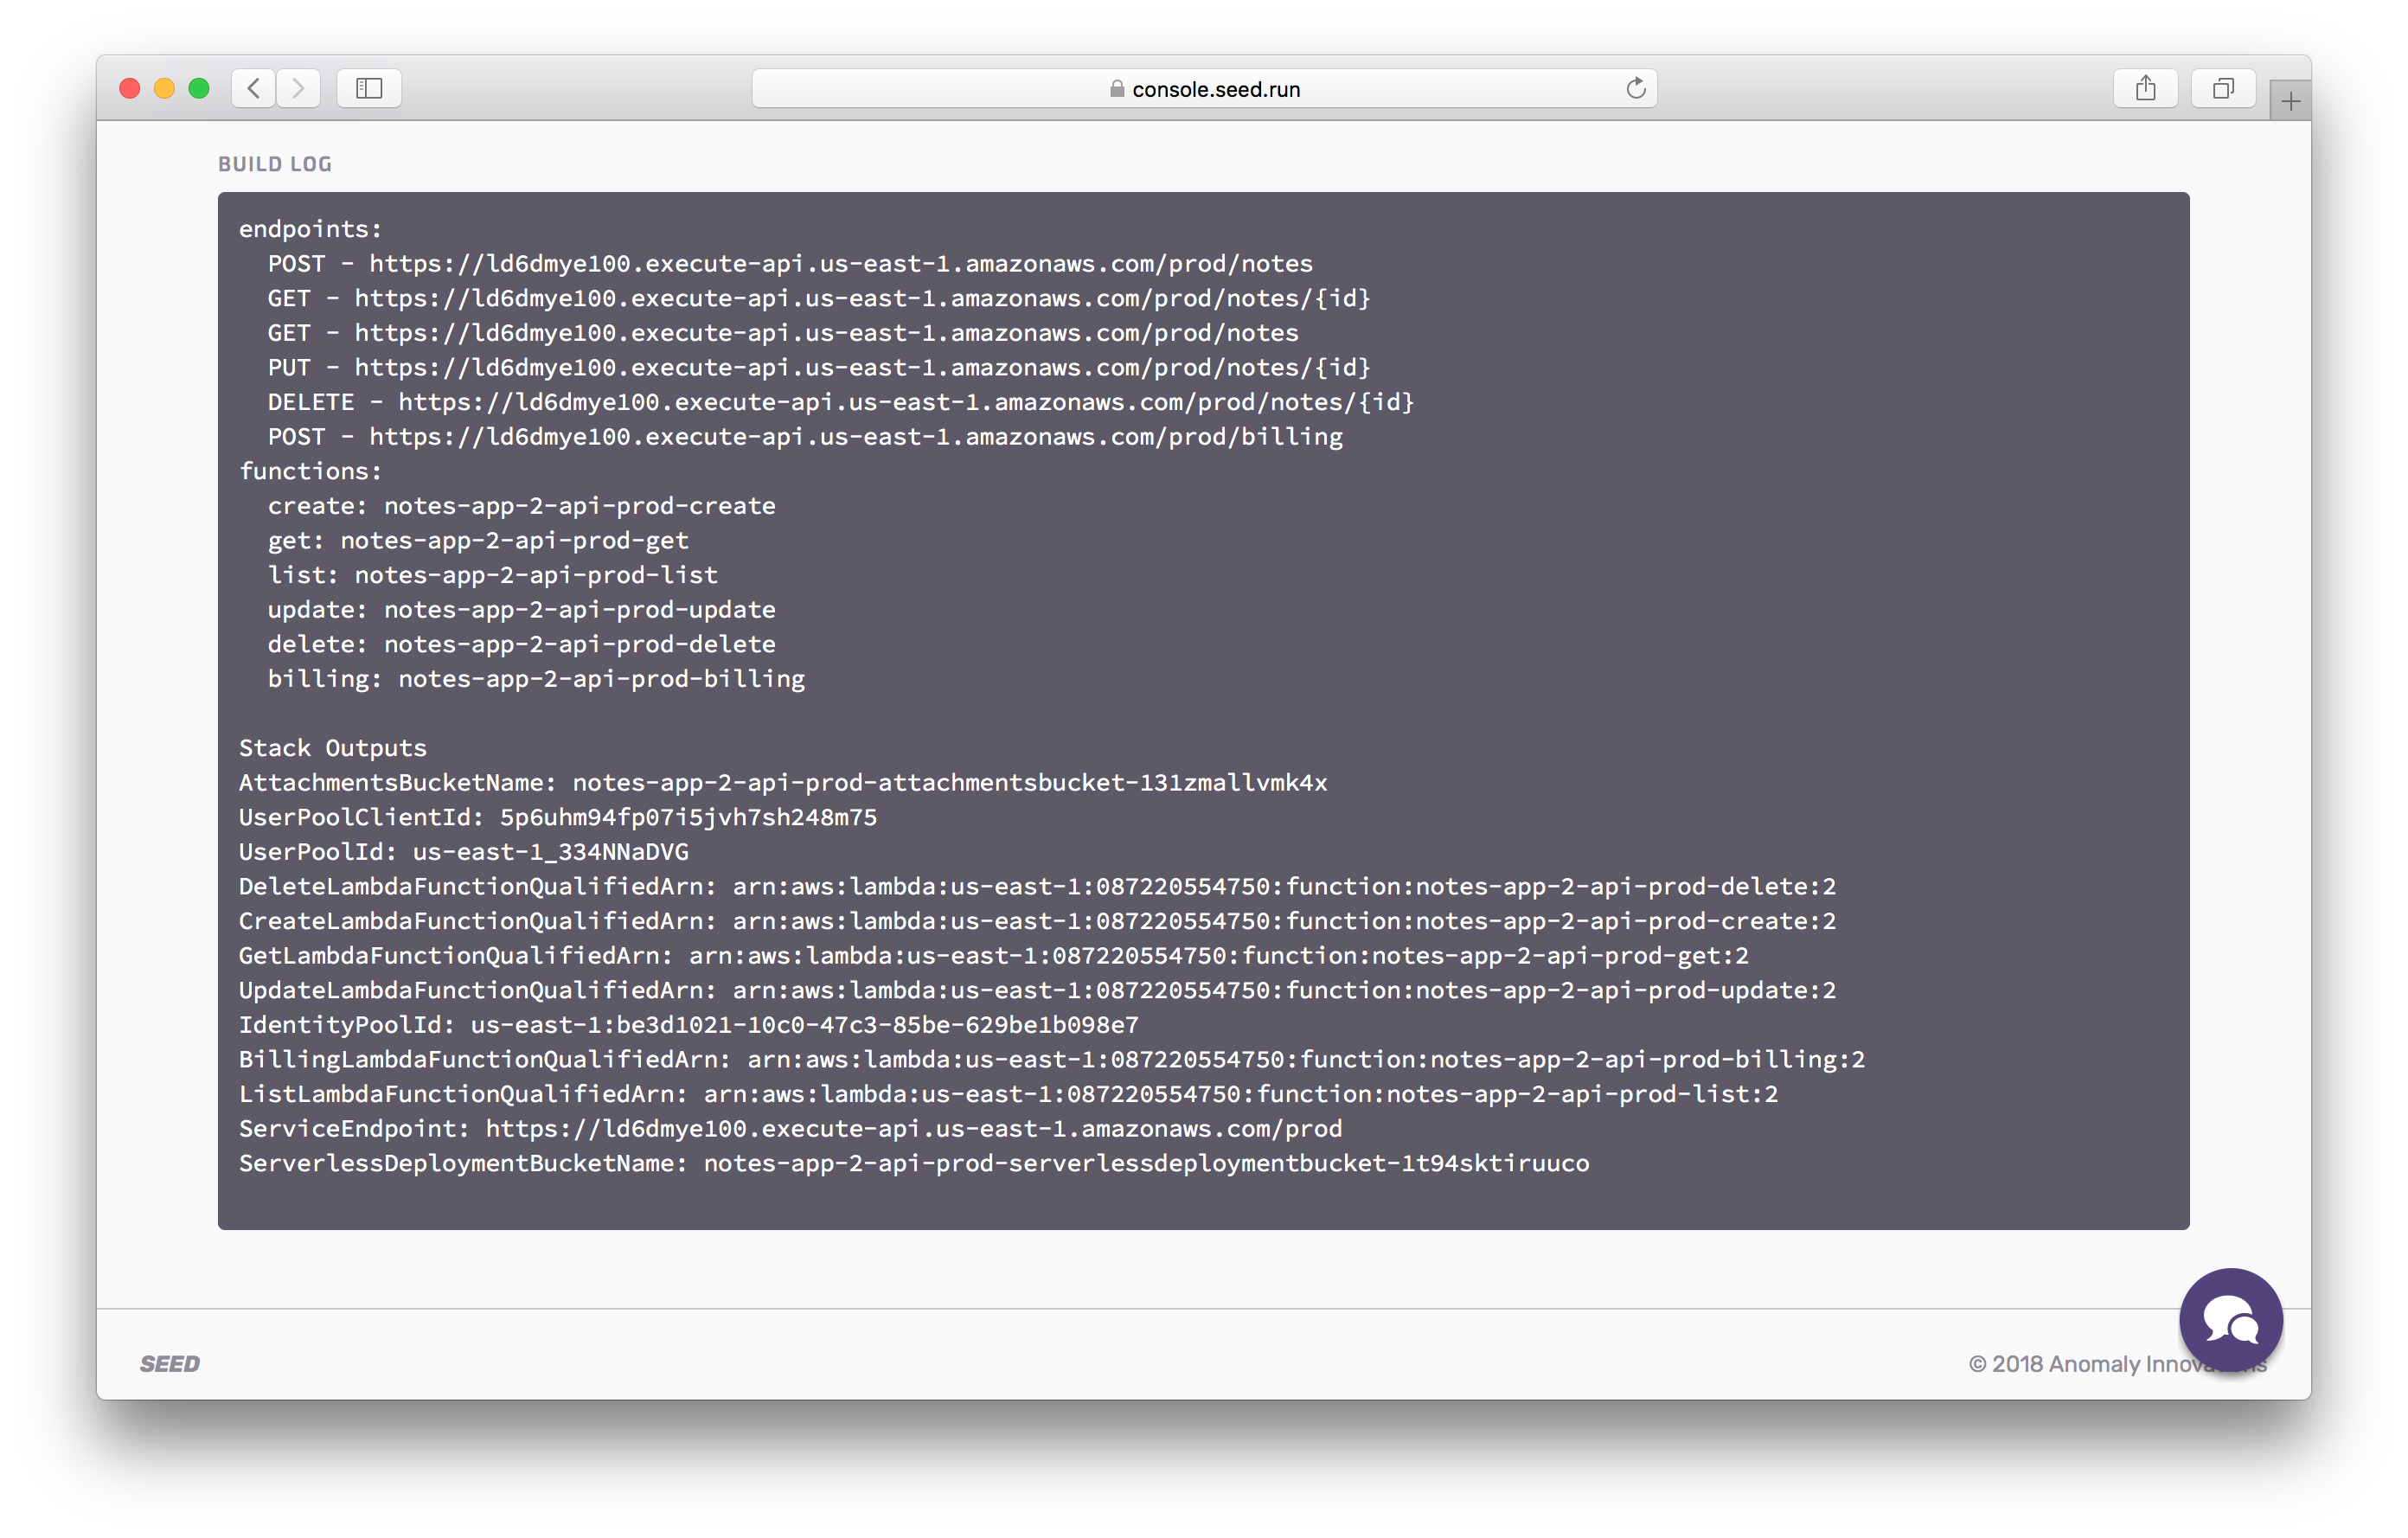 console.seed.run
BUILD LOG
endpoints:
  POST - https://ld6dmye100.execute-api.us-east-1.amazonaws.com/prod/notes
  GET - https://ld6dmye100.execute-api.us-east-1.amazonaws.com/prod/notes/{id}
  GET - https://ld6dmye100.execute-api.us-east-1.amazonaws.com/prod/notes
  PUT - https://ld6dmye100.execute-api.us-east-1.amazonaws.com/prod/notes/{id}
  DELETE - https://ld6dmye100.execute-api.us-east-1.amazonaws.com/prod/notes/{id}
  POST - https://ld6dmye100.execute-api.us-east-1.amazonaws.com/prod/billing
functions:
  create: notes-app-2-api-prod-create
  get: notes-app-2-api-prod-get
  list: notes-app-2-api-prod-list
  update: notes-app-2-api-prod-update
  delete: notes-app-2-api-prod-delete
  billing: notes-app-2-api-prod-billing
Stack Outputs
AttachmentsBucketName: notes-app-2-api-prod-attachmentsbucket-131zmallvmk4x
UserPoolClientId: 5p6uhm94fp07i5jvh7sh248m75
UserPoolId: us-east-1_334NNaDVG
DeleteLambdaFunctionQualifiedArn: arn:aws:lambda:us-east-1:087220554750:function:notes-app-2-api-prod-delete:2
CreateLambdaFunctionQualifiedArn: arn:aws:lambda:us-east-1:087220554750:function:notes-app-2-api-prod-create:2
GetLambdaFunctionQualifiedArn: arn:aws:lambda:us-east-1:087220554750:function:notes-app-2-api-prod-get:2
UpdateLambdaFunctionQualifiedArn: arn:aws:lambda:us-east-1:087220554750:function:notes-app-2-api-prod-update:2
IdentityPoolId: us-east-1:be3d1021-10c0-47c3-85be-629be1b098e7
BillingLambdaFunctionQualifiedArn: arn:aws:lambda:us-east-1:087220554750:function:notes-app-2-api-prod-billing:2
ListLambdaFunctionQualifiedArn: arn:aws:lambda:us-east-1:087220554750:function:notes-app-2-api-prod-list:2
ServiceEndpoint: https://ld6dmye100.execute-api.us-east-1.amazonaws.com/prod
ServerlessDeploymentBucketName: notes-app-2-api-prod-serverlessdeploymentbucket-1t94sktiruuco
SEED
© 2018 Anomaly